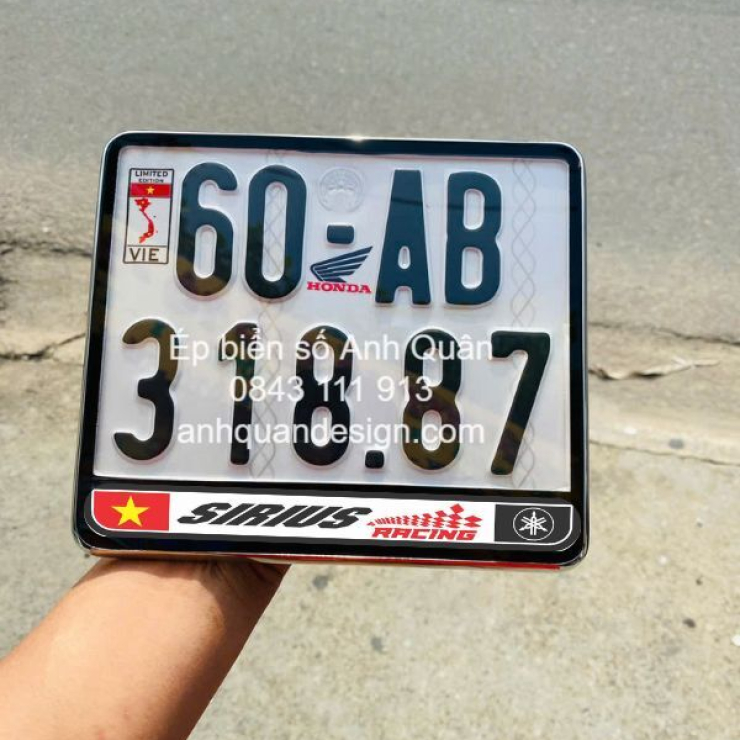 LIMITED
EDITION
VIE
60-AB
HONDA
318.87
Ép biển số Anh Quân
0843 111 913
anhquandesign.com
SIRIUS
RACING